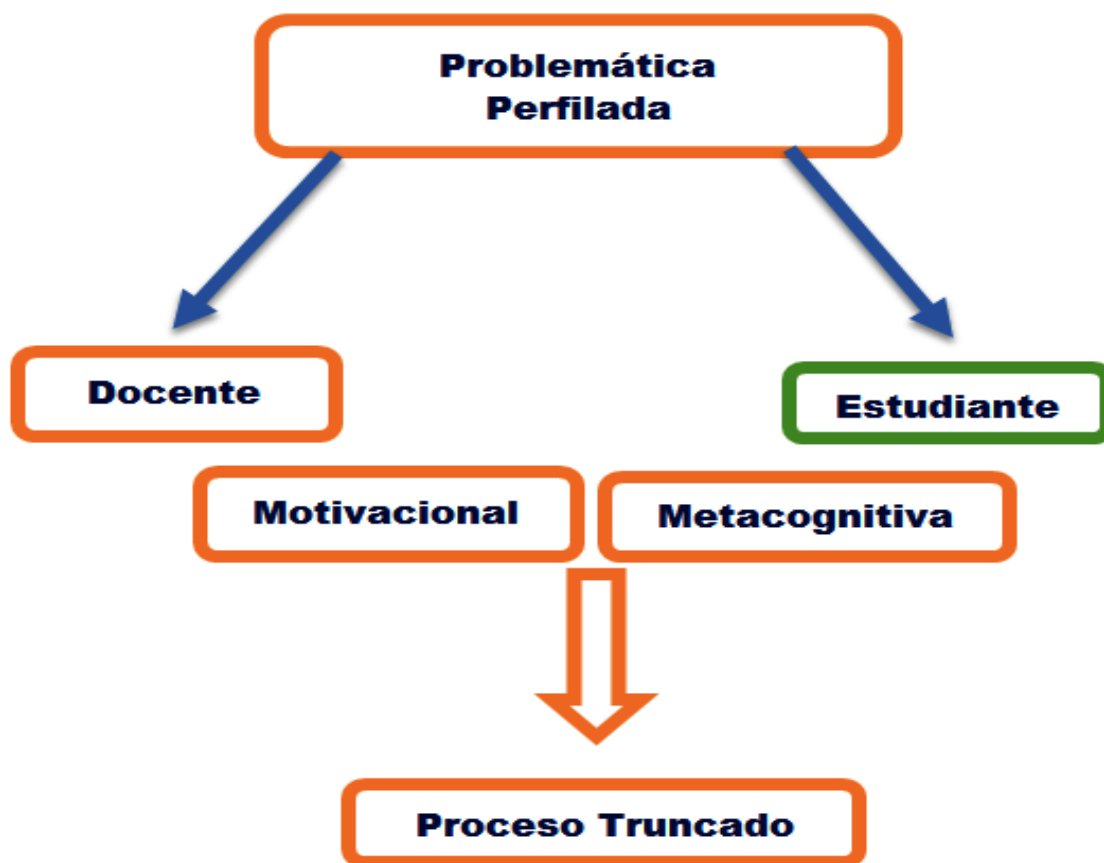 Problemática
Perfilada
Docente
Estudiante
Motivacional
Metacognitiva
Proceso Truncado